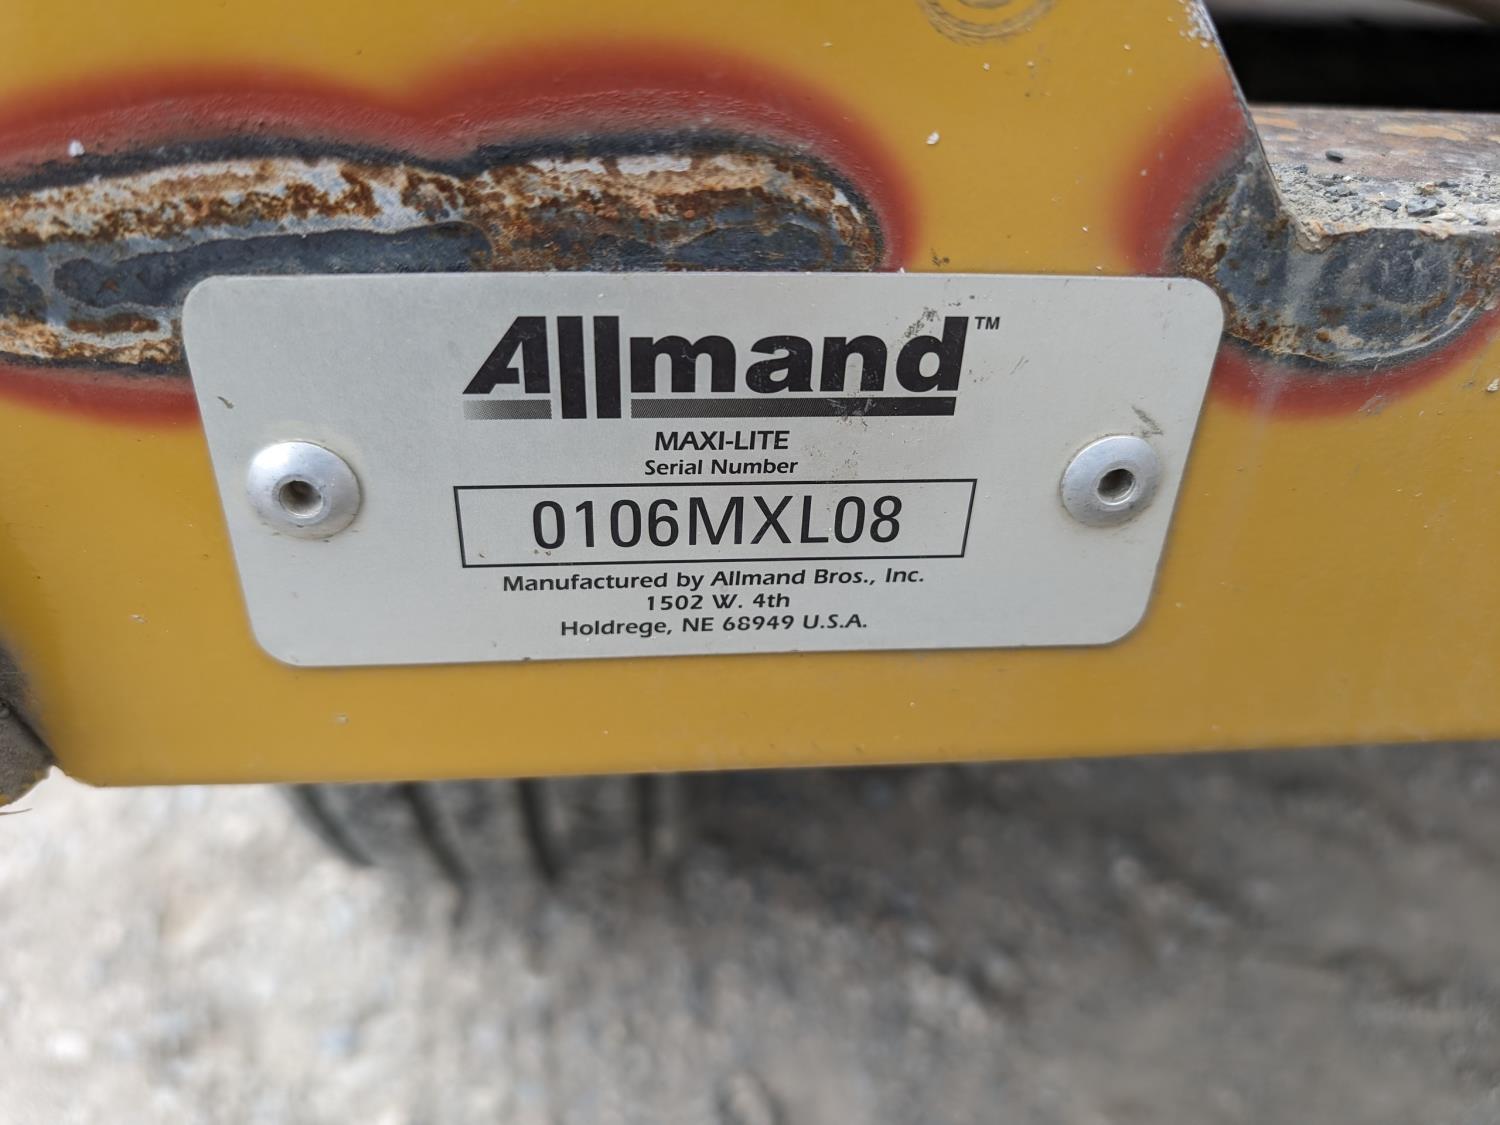 Allmand™
MAXI-LITE
Serial Number
0106MXL08
Manufactured by Allmand Bros., Inc.
1502 W. 4th
Holdrege, NE 68949 U.S.A.